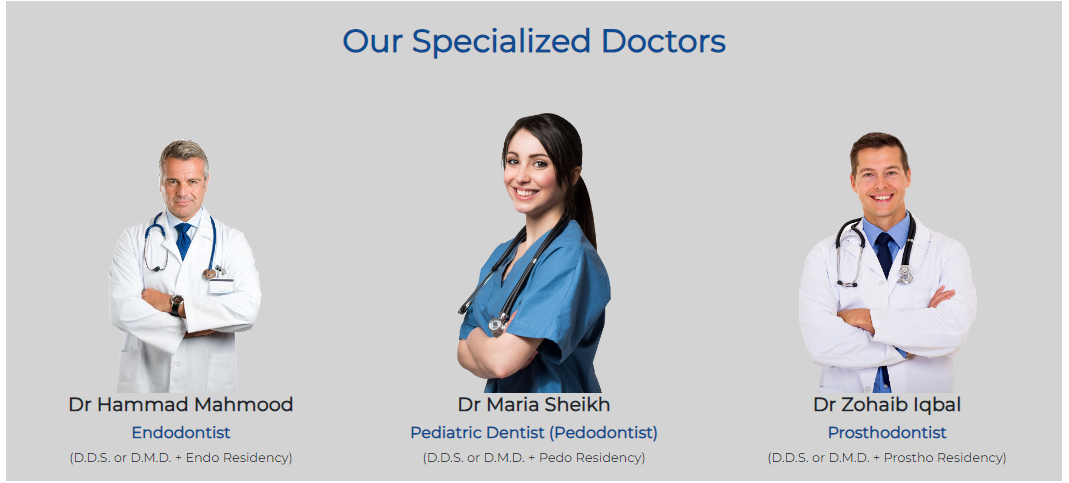 Our Specialized Doctors
Dr Hammad Mahmood
Endodontist
(D.D.S. or D.M.D. + Endo Residency)
Dr Maria Sheikh
Pediatric Dentist (Pedodontist)
(D.D.S. or D.M.D. + Pedo Residency)
Dr Zohaib Iqbal
Prosthodontist
(D.D.S. or D.M.D. + Prostho Residency)